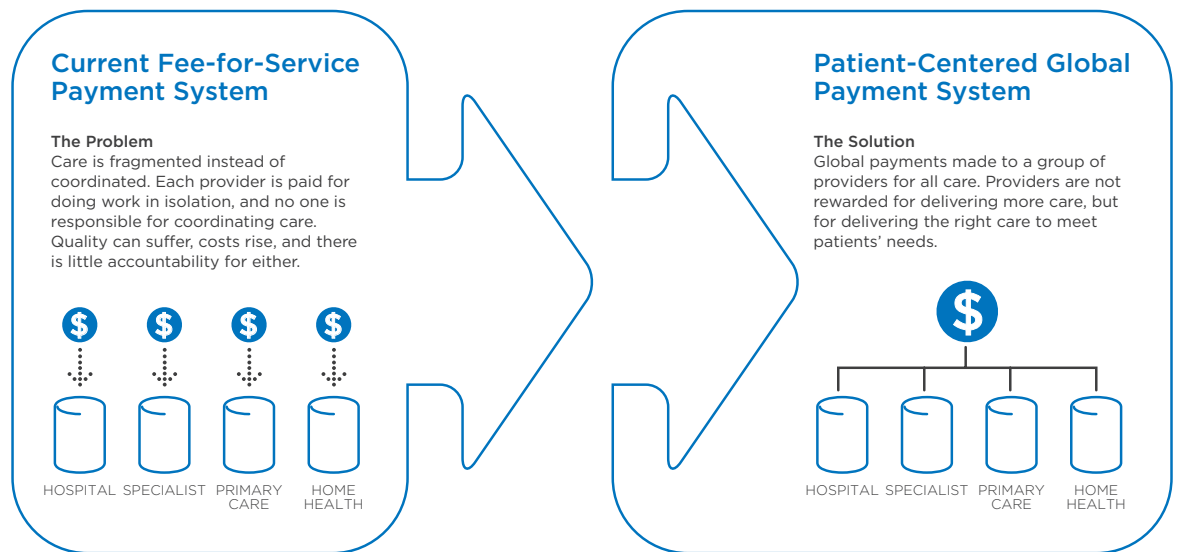 Current Fee-for-Service
Payment System
The Problem
Care is fragmented instead of
coordinated. Each provider is paid for
doing work in isolation, and no one is
responsible for coordinating care.
Quality can suffer, costs rise, and there
is little accountability for either.
$ $ $ $
HOSPITAL SPECIALIST PRIMARY HOME
CARE HEALTH
Patient-Centered Global
Payment System
The Solution
Global payments made to a group of
providers for all care. Providers are not
rewarded for delivering more care, but
for delivering the right care to meet
patients’ needs.
$
HOSPITAL SPECIALIST PRIMARY HOME
CARE HEALTH